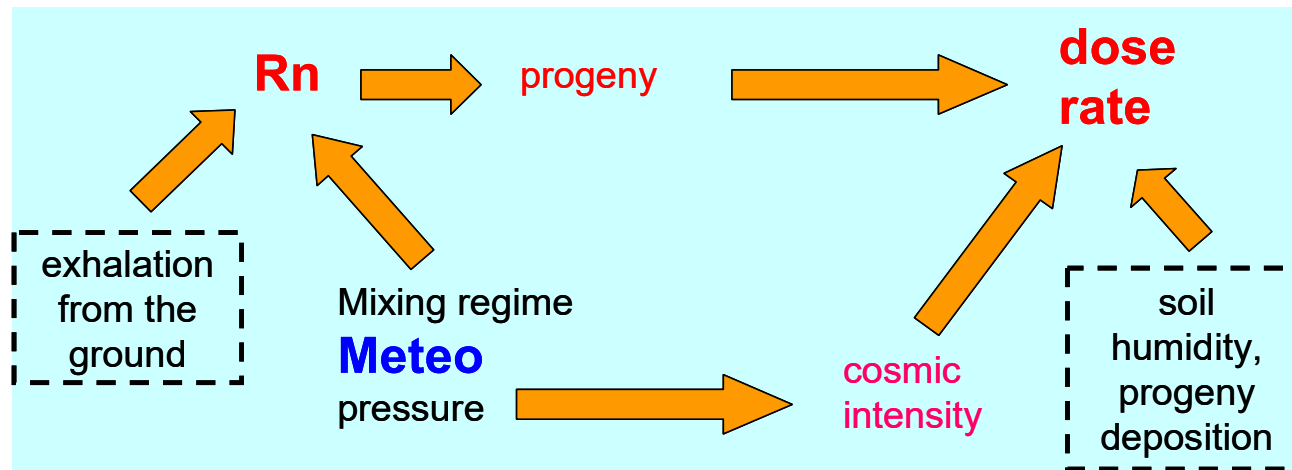 Rn
progeny
dose
rate
exhalation
from the
ground
Mixing regime
Meteo
pressure
cosmic
intensity
soil
humidity,
progeny
deposition